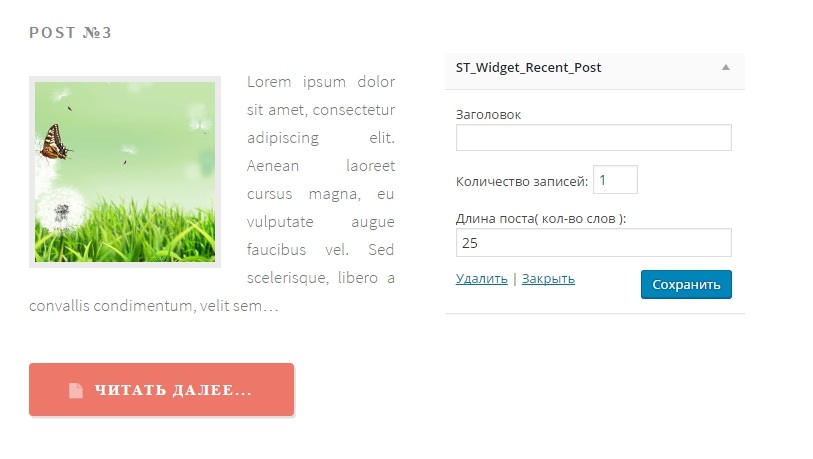 POST №3
Lorem ipsum dolor
sit amet, consectetur
adipiscing elit.
Aenean laoreet
cursus magna, eu
vulputate augue
faucibus vel. Sed
scelerisque, libero a
convallis condimentum, velit sem...
ЧИТАТЬ ДАЛЕЕ...
ST_Widget_Recent_Post
Заголовок
Количество записей: 1
Длина поста( кол-во слов ):
25
Удалить | Закрыть
Сохранить